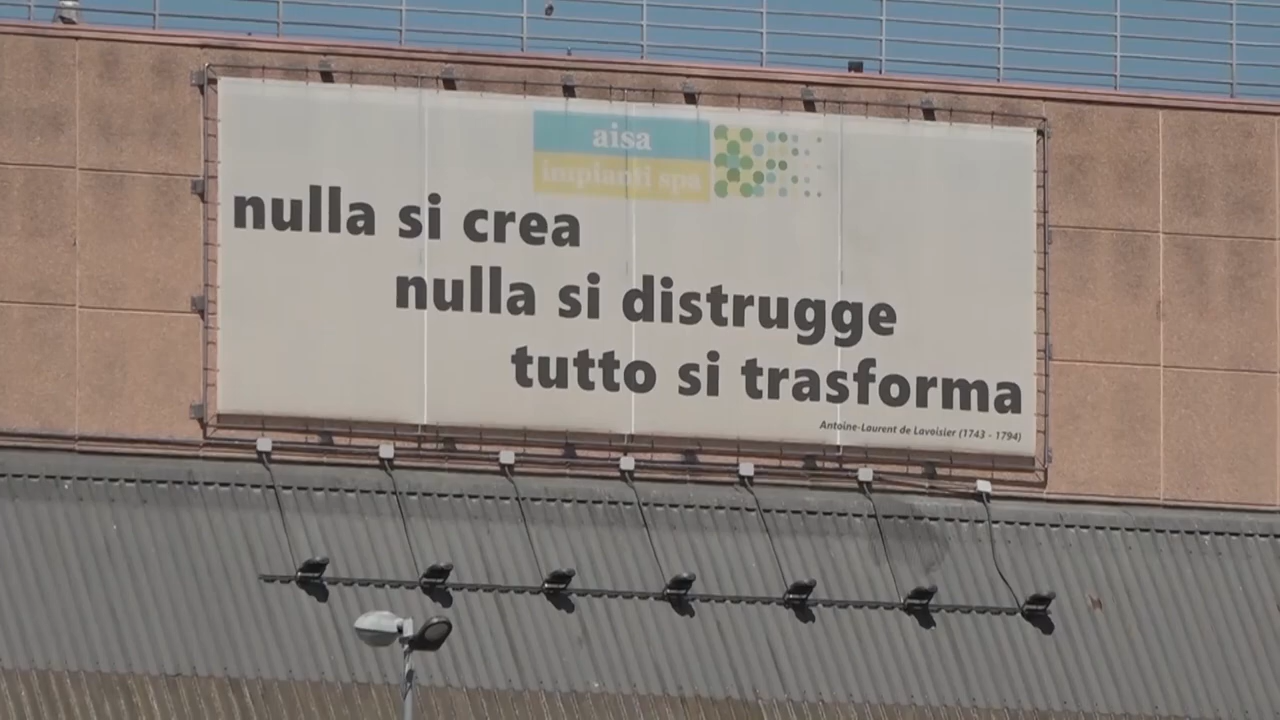 aisa
impianti spa
nulla si crea
nulla si distrugge
tutto si trasforma
Antoine-Laurent de Lavoisier (1743 - 1794)